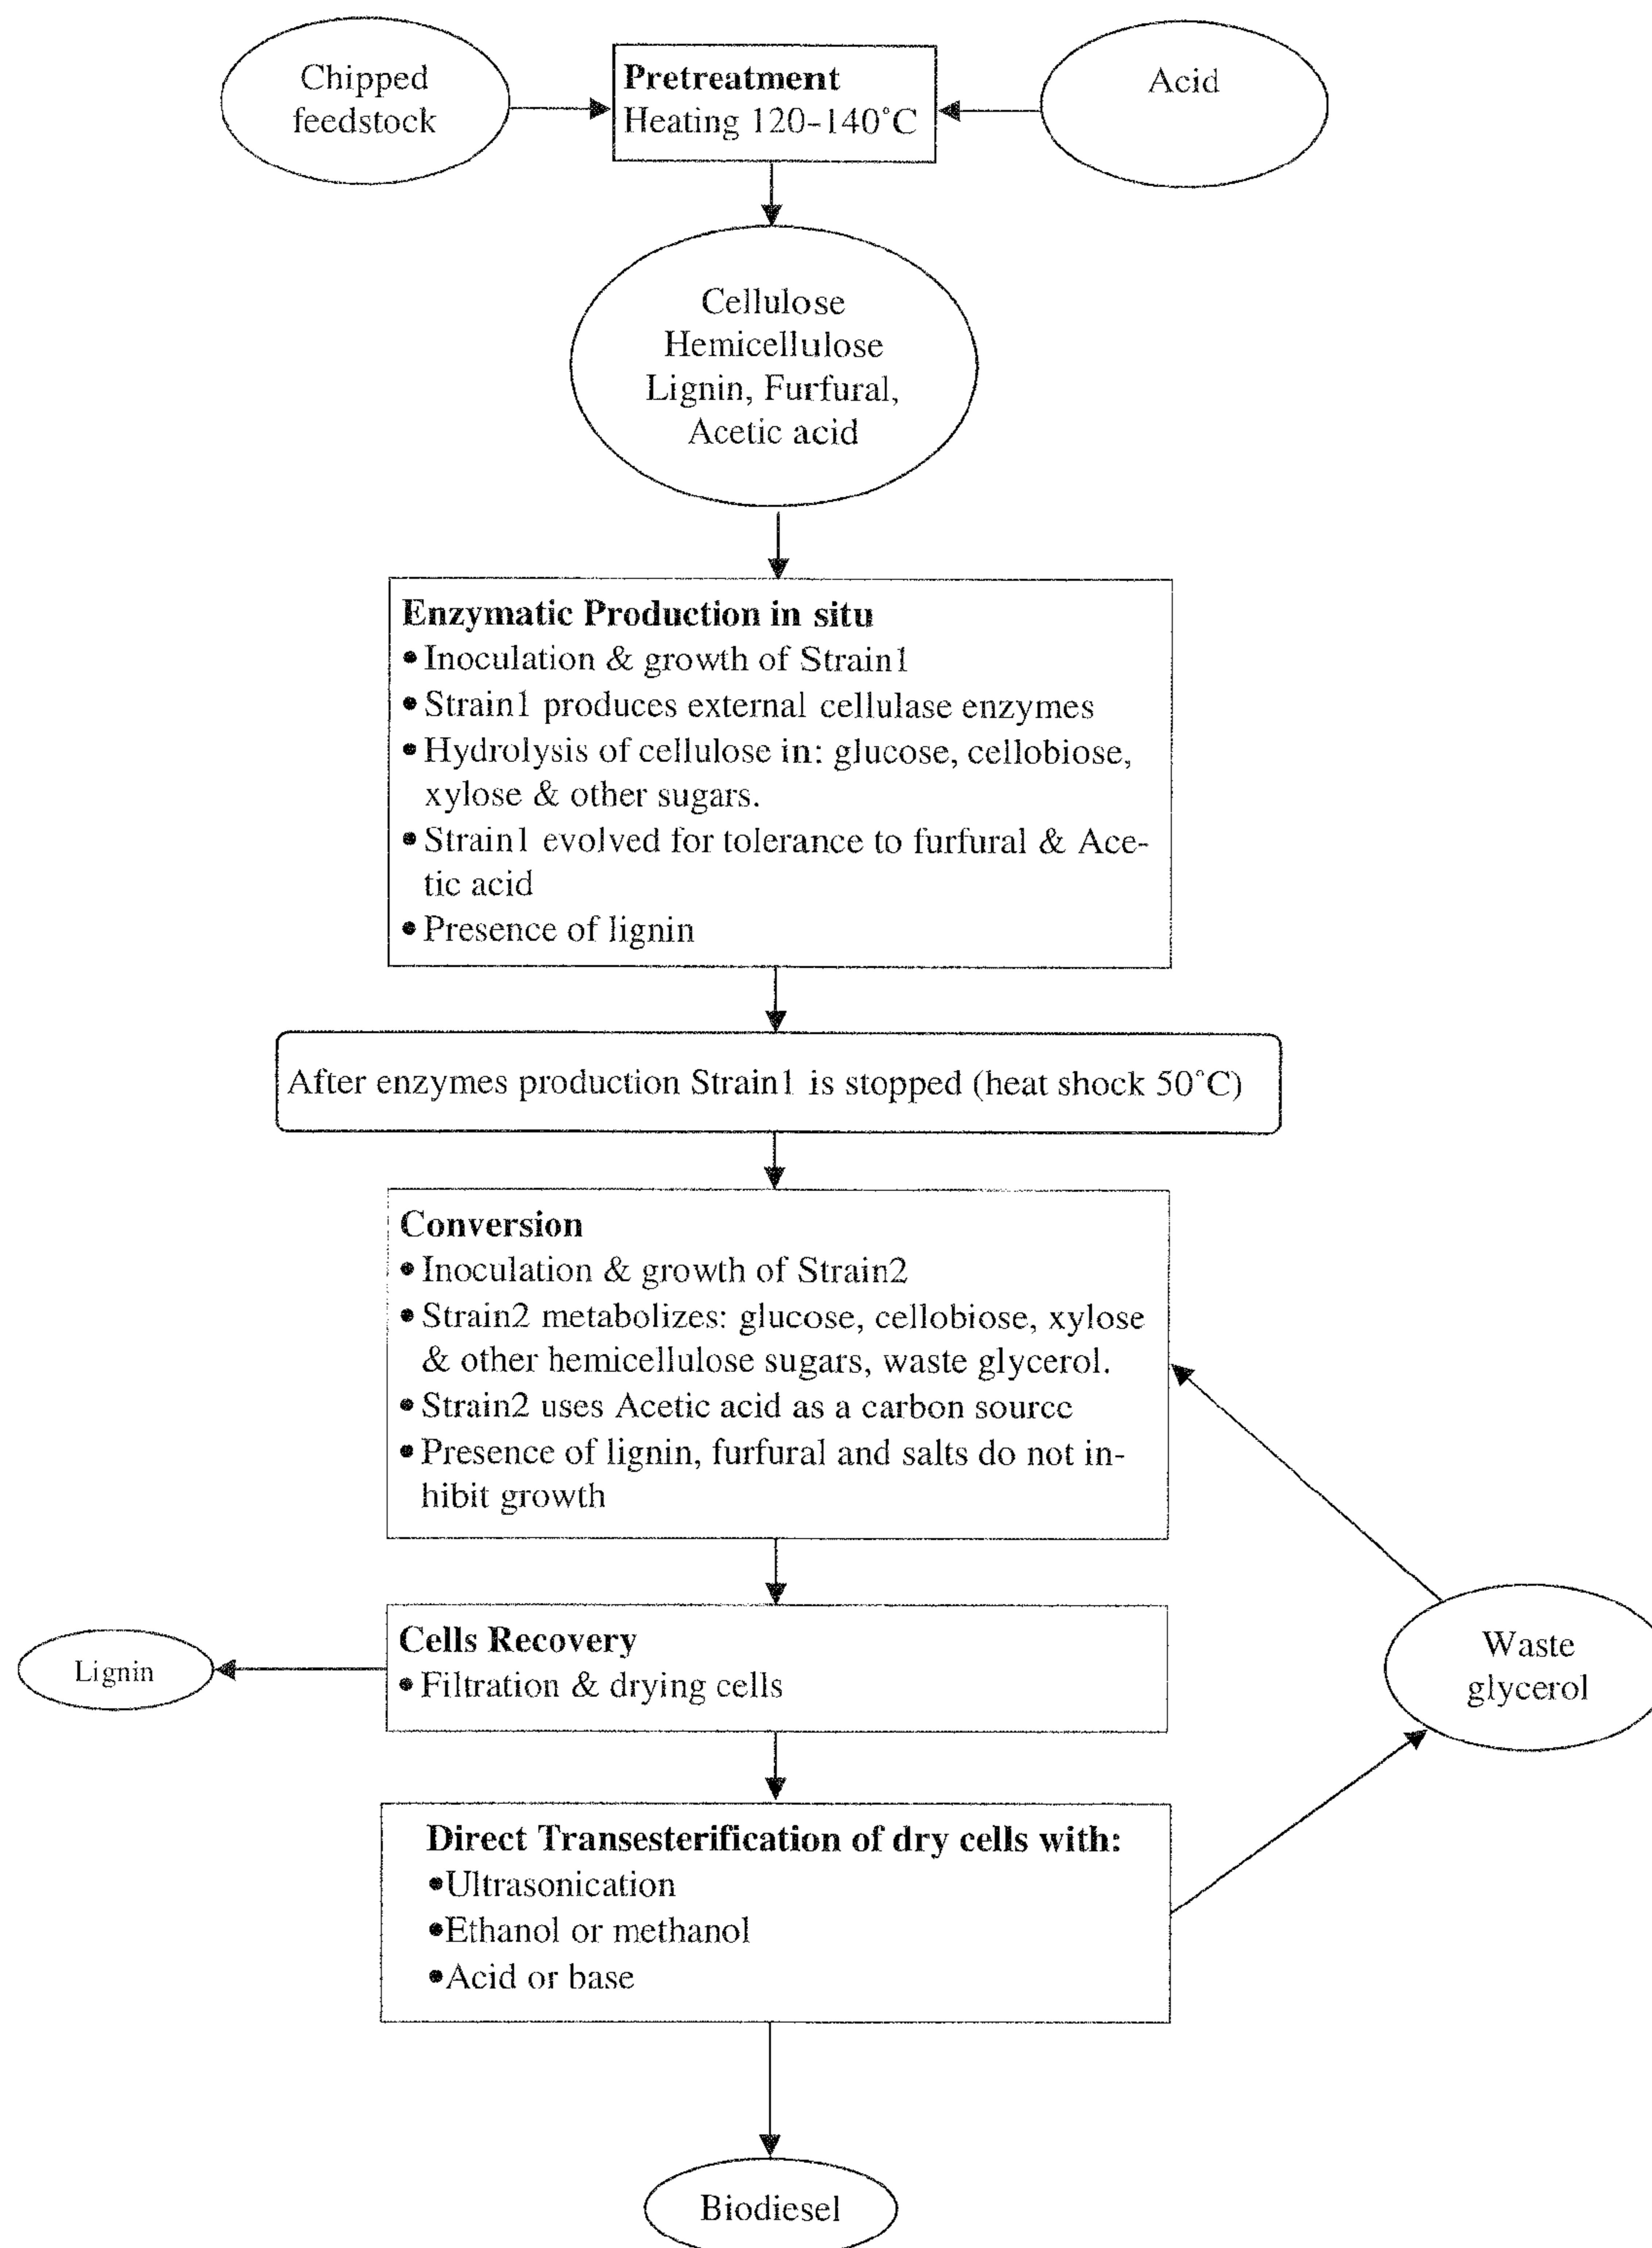 Chipped
feedstock
Pretreatment
Heating 120-140°C
Acid
Cellulose
Hemicellulose
Lignin, Furfural,
Acetic acid
Enzymatic Production in situ
• Inoculation & growth of Strain1
• Strain1 produces external cellulase enzymes
• Hydrolysis of cellulose in: glucose, cellobiose,
xylose & other sugars.
• Strain1 evolved for tolerance to furfural & Ace-
tic acid
• Presence of lignin
After enzymes production Strain1 is stopped (heat shock 50°C)
Conversion
• Inoculation & growth of Strain2
• Strain2 metabolizes: glucose, cellobiose, xylose
& other hemicellulose sugars, waste glycerol.
• Strain2 uses Acetic acid as a carbon source
• Presence of lignin, furfural and salts do not in-
hibit growth
Cells Recovery
• Filtration & drying cells
Lignin
Waste
glycerol
Direct Transesterification of dry cells with:
•Ultrasonication
•Ethanol or methanol
•Acid or base
Biodiesel